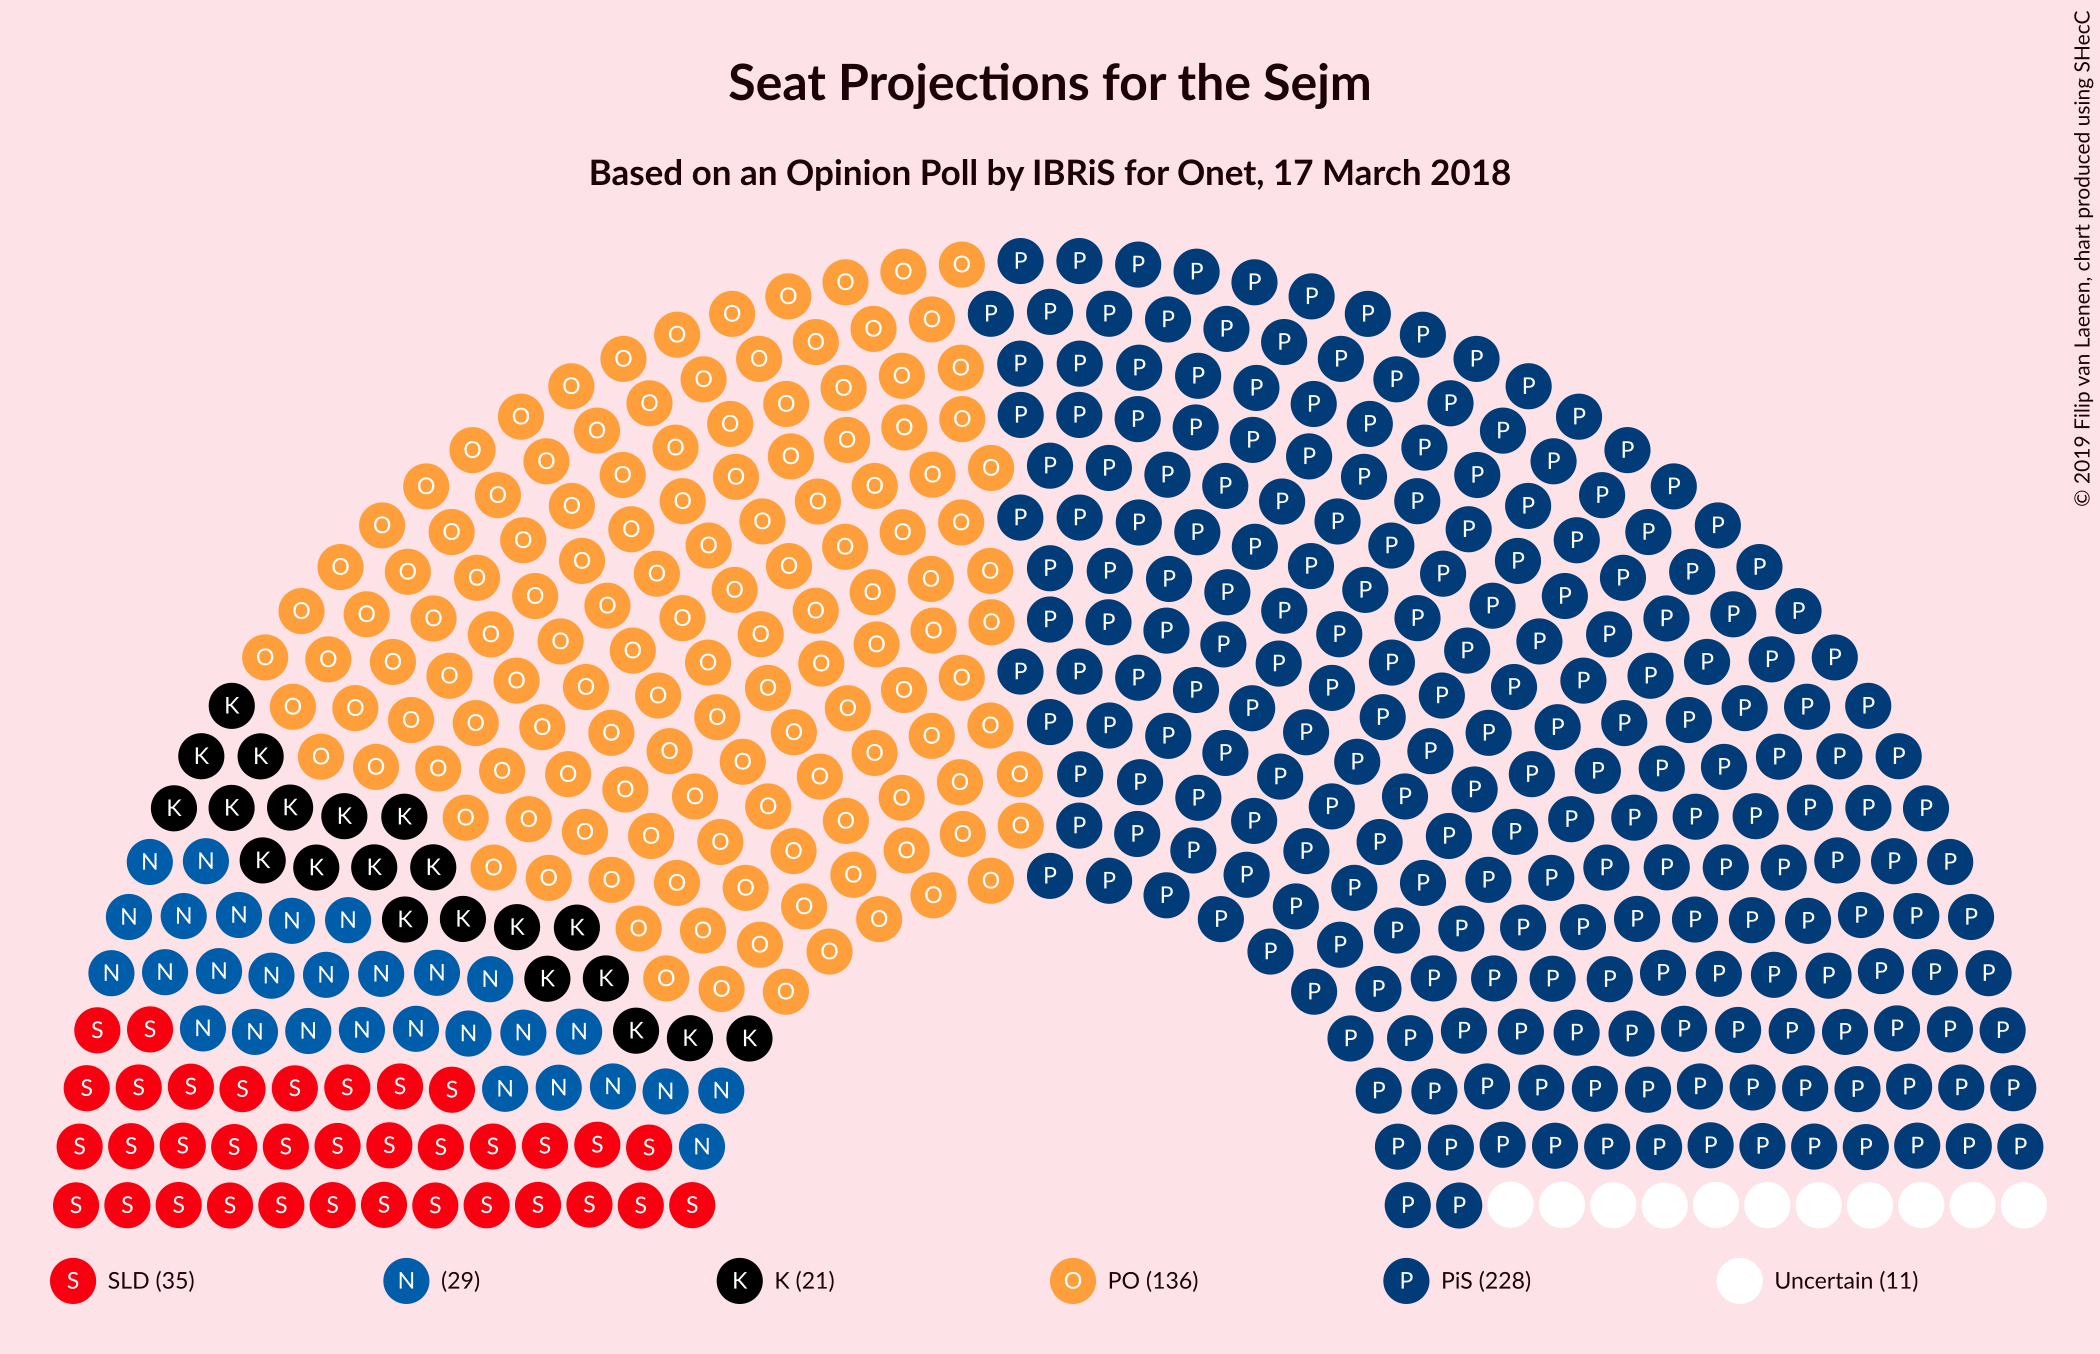 Seat Projections for the Sejm
Based on an Opinion Poll by IBRiS for Onet, 17 March 2018
© 2019 Filip van Laenen, chart produced using SHecC
S SLD (35) N (29) K K (21) O PO (136) P PiS (228) Uncertain (11)